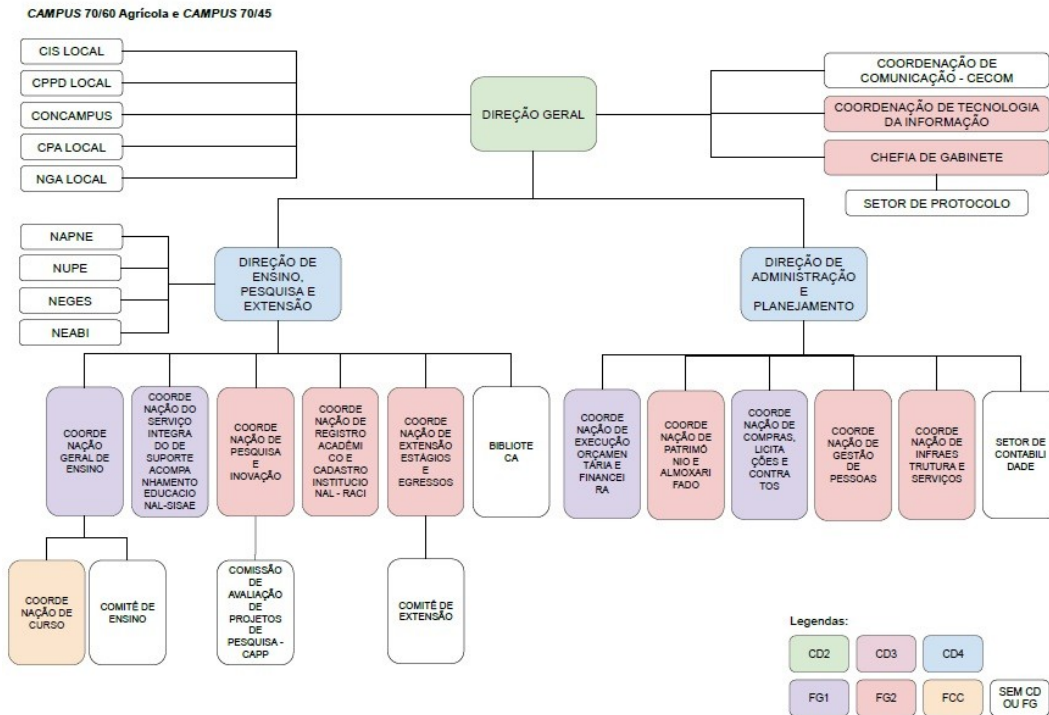 CAMPUS 70/60 Agrícola e CAMPUS 70/45
CIS LOCAL
CPPD LOCAL
CONCAMPUS
CPA LOCAL
NGA LOCAL
DIREÇÃO GERAL
COORDENAÇÃO DE
COMUNICAÇÃO - CECOM
COORDENAÇÃO DE TECNOLOGIA
DA INFORMAÇÃO
CHEFIA DE GABINETE
SETOR DE PROTOCOLO
NAPNE
NUPE
NEGES
NEABI
DIREÇÃO DE
ENSINO,
PESQUISA E
EXTENSÃO
DIREÇÃO DE
ADMINISTRAÇÃO
E
PLANEJAMENTO
COORDE
NAÇÃO
GERAL DE
ENSINO
COORDE
NAÇÃO DO
SERVIÇO
INTEGRA
DO DE
SUPORTE
ACOMPA
NHAMENTO
EDUCACIO
NAL-SISAE
COORDE
NAÇÃO DE
PESQUISA
E
INOVAÇÃO
COORDE
NAÇÃO DE
REGISTRO
ACADÊMI
CO E
CADASTRO
INSTITUCIO
NAL - RACI
COORDE
NAÇÃO DE
EXTENSÃO
ESTÁGIOS
E
EGRESSOS
BIBLIOTE
CA
COORDE
NAÇÃO DE
EXECUÇÃO
ORÇAMEN
TÁRIA E
FINANCEI
RA
COORDE
NAÇÃO DE
PATRIMÔ
NIO E
ALMOXARI
FADO
COORDE
NAÇÃO DE
COMPRAS,
LICITA
ÇÕES E
CONTRA
TOS
COORDE
NAÇÃO DE
GESTÃO
DE
PESSOAS
COORDE
NAÇÃO DE
INFRAES
TRUTURA E
SERVIÇOS
SETOR DE
CONTABILI
DADE
COORDE
NAÇÃO DE
CURSO
COMITÊ DE
ENSINO
COMISSÃO
DE
AVALIAÇÃO
DE
PROJETOS
DE
PESQUISA -
CAPP
COMITÊ DE
EXTENSÃO
Legendas:
CD2
CD3
CD4
FG1
FG2
FCC
SEM CD
OU FG